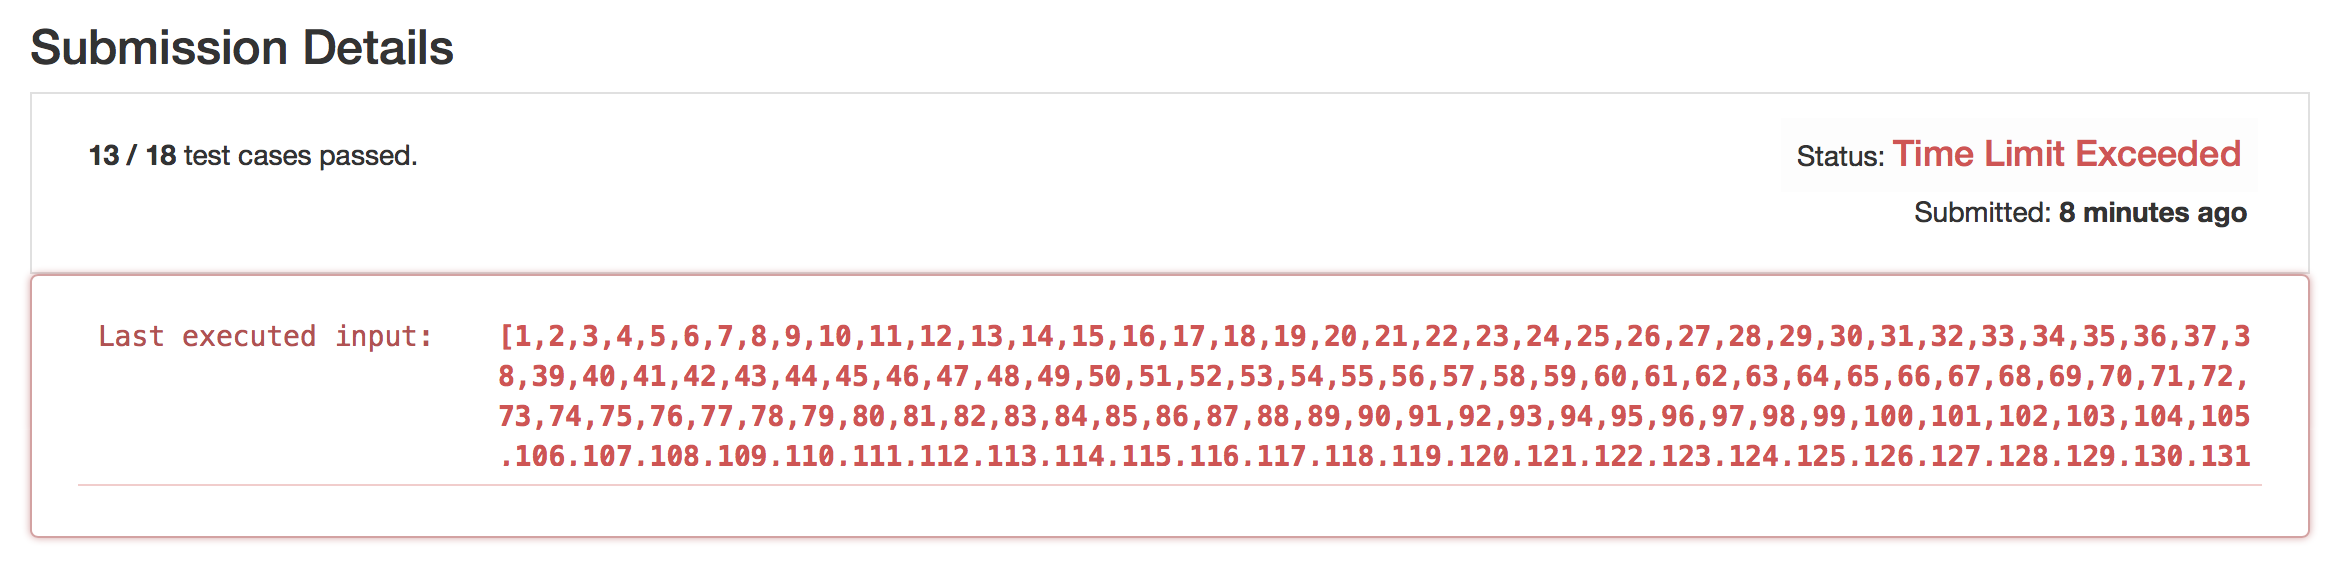 Submission Details
13 / 18 test cases passed.
Status: Time Limit Exceeded
Submitted: 8 minutes ago
Last executed input:
[1,2,3,4,5,6,7,8,9,10,11,12,13,14,15,16,17,18,19,20,21,22,23,24,25,26,27,28,29,30,31,32,33,34,35,36,37,3
8,39,40,41,42,43,44,45,46,47,48,49,50,51,52,53,54,55,56,57,58,59,60,61,62,63,64,65,66,67,68,69,70,71,72,
73,74,75,76,77,78,79,80,81,82,83,84,85,86,87,88,89,90,91,92,93,94,95,96,97,98,99,100,101,102,103,104,105
,106,107,108,109,110,111,112,113,114,115,116,117,118,119,120,121,122,123,124,125,126,127,128,129,130,131